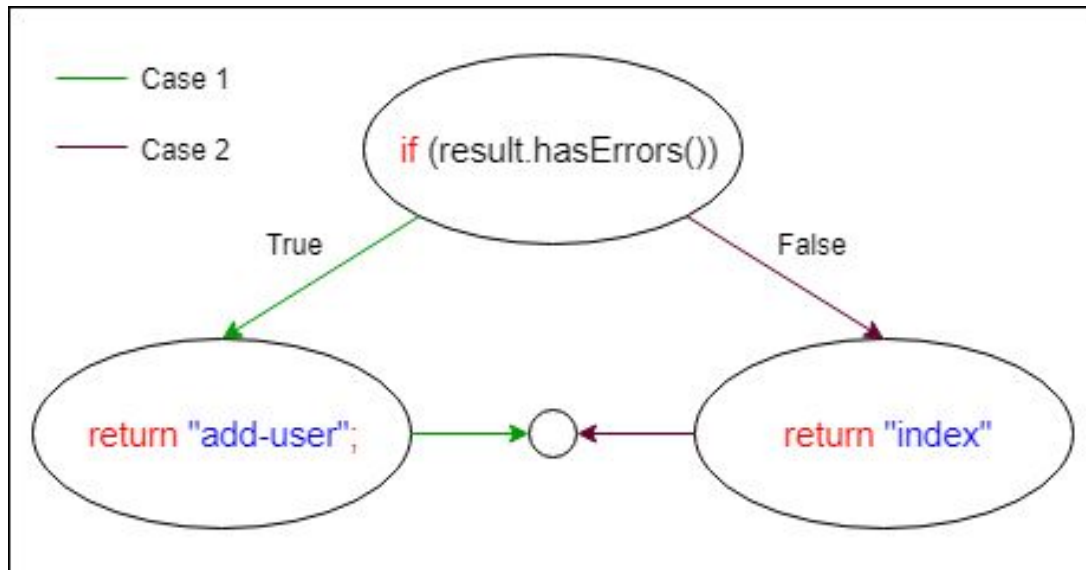 Case 1
Case 2
if (result.hasErrors())
True
False
return "add-user";
return "index"